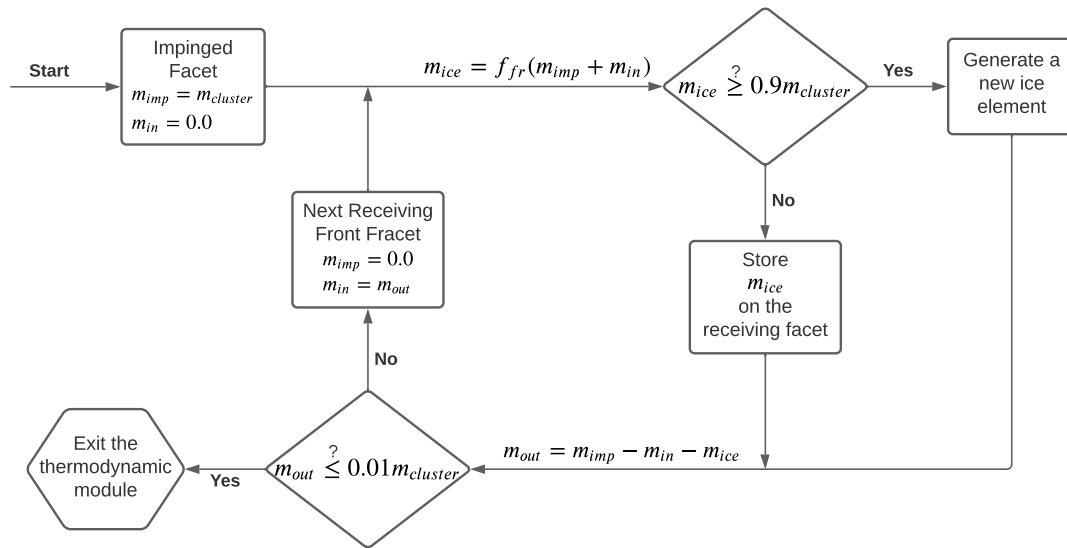 Start
Impinged
Facet
m_imp = m_cluster
m_in = 0.0
m_ice = f_fr(m_imp + m_in)
m_ice ≥? 0.9m_cluster
Yes
Generate a
new ice
element
No
Store
m_ice
on the
receiving facet
Next Receiving
Front Fracet
m_imp = 0.0
m_in = m_out
No
m_out = m_imp − m_in − m_ice
m_out ≤? 0.01m_cluster
Yes
Exit the
thermodynamic
module